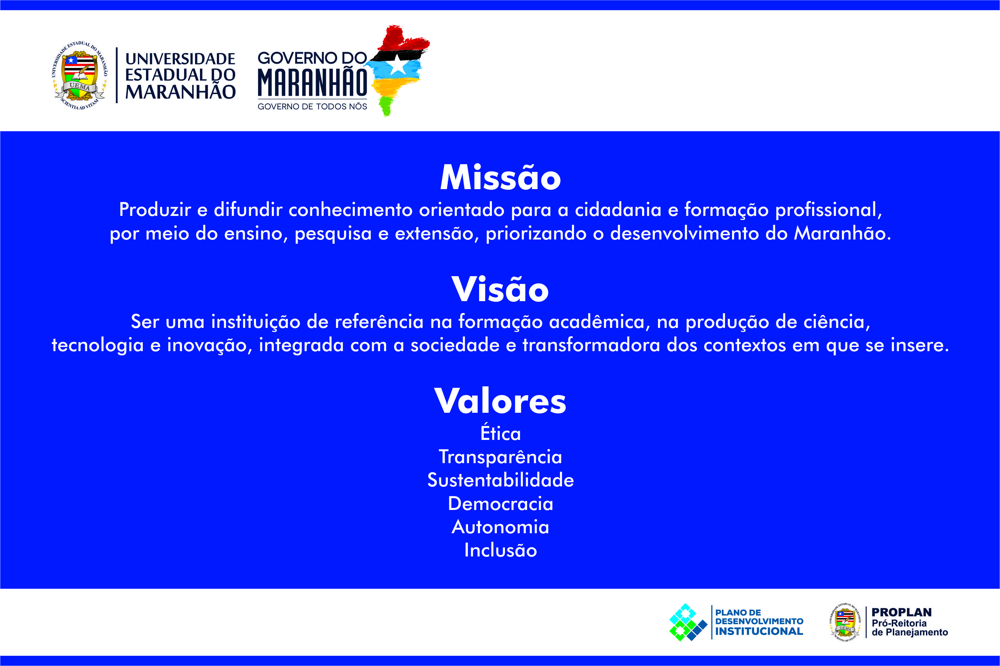 UNIVERSIDADE ESTADUAL DO MARANHÃO
UEMA
SCIENTIA AD VITAM
UNIVERSIDADE
ESTADUAL DO
MARANHÃO
GOVERNO DO
MARANHÃO
GOVERNO DE TODOS NÓS
Missão
Produzir e difundir conhecimento orientado para a cidadania e formação profissional,
por meio do ensino, pesquisa e extensão, priorizando o desenvolvimento do Maranhão.
Visão
Ser uma instituição de referência na formação acadêmica, na produção de ciência,
tecnologia e inovação, integrada com a sociedade e transformadora dos contextos em que se insere.
Valores
Ética
Transparência
Sustentabilidade
Democracia
Autonomia
Inclusão
PLANO DE
DESENVOLVIMENTO
INSTITUCIONAL
UNIVERSIDADE ESTADUAL DO MARANHÃO
UEMA
SCIENTIA AD VITAM
PROPLAN
Pró-Reitoria
de Planejamento